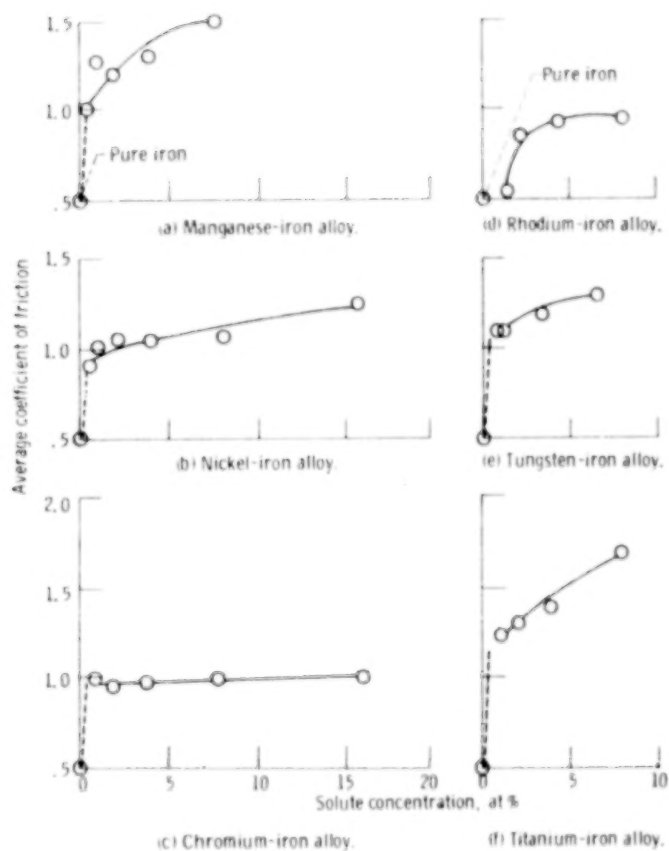 1.5
1.0
Pure iron
.5
(a) Manganese-iron alloy.
Pure iron
(d) Rhodium-iron alloy.
Average coefficient of friction
1.5
1.0
.5
(b) Nickel-iron alloy.
(e) Tungsten-iron alloy.
2.0
1.5
1.0
.5
0 5 10 15 20
0 5 10
Solute concentration, at %
(c) Chromium-iron alloy.
(f) Titanium-iron alloy.